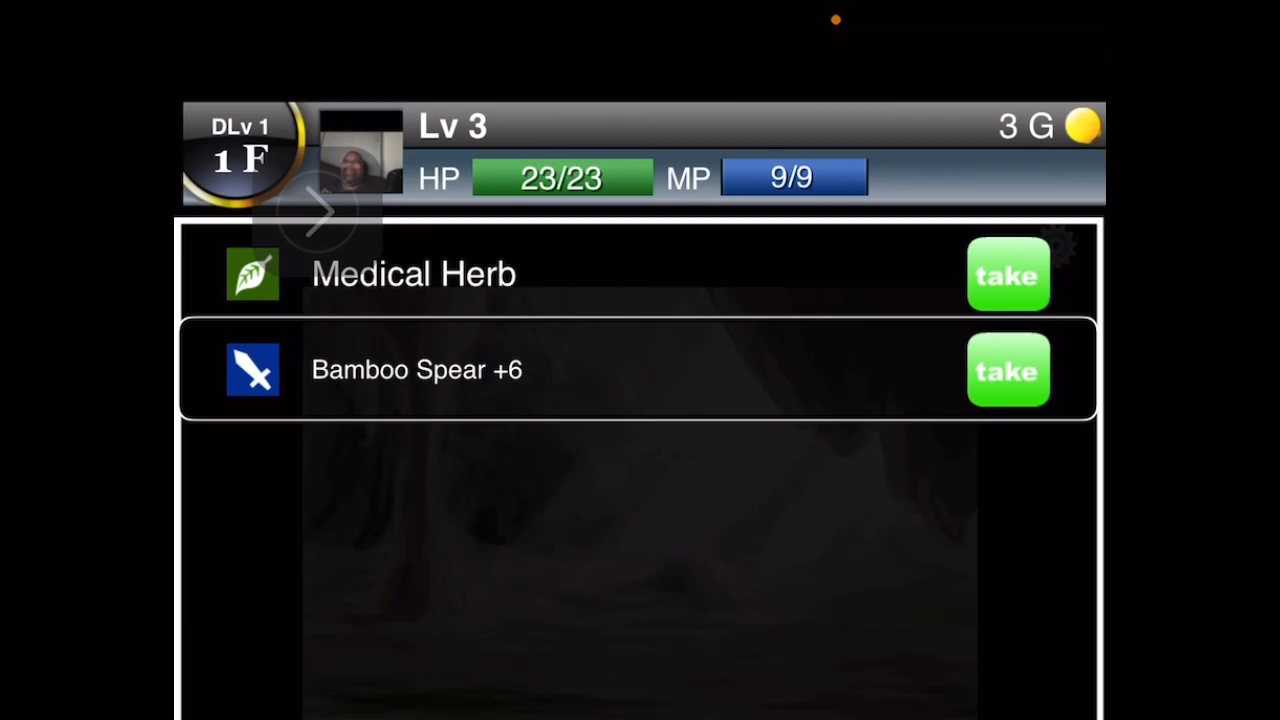 DLv 1
1 F
Lv 3
3 G
HP 23/23 MP 9/9
Medical Herb take
Bamboo Spear +6 take